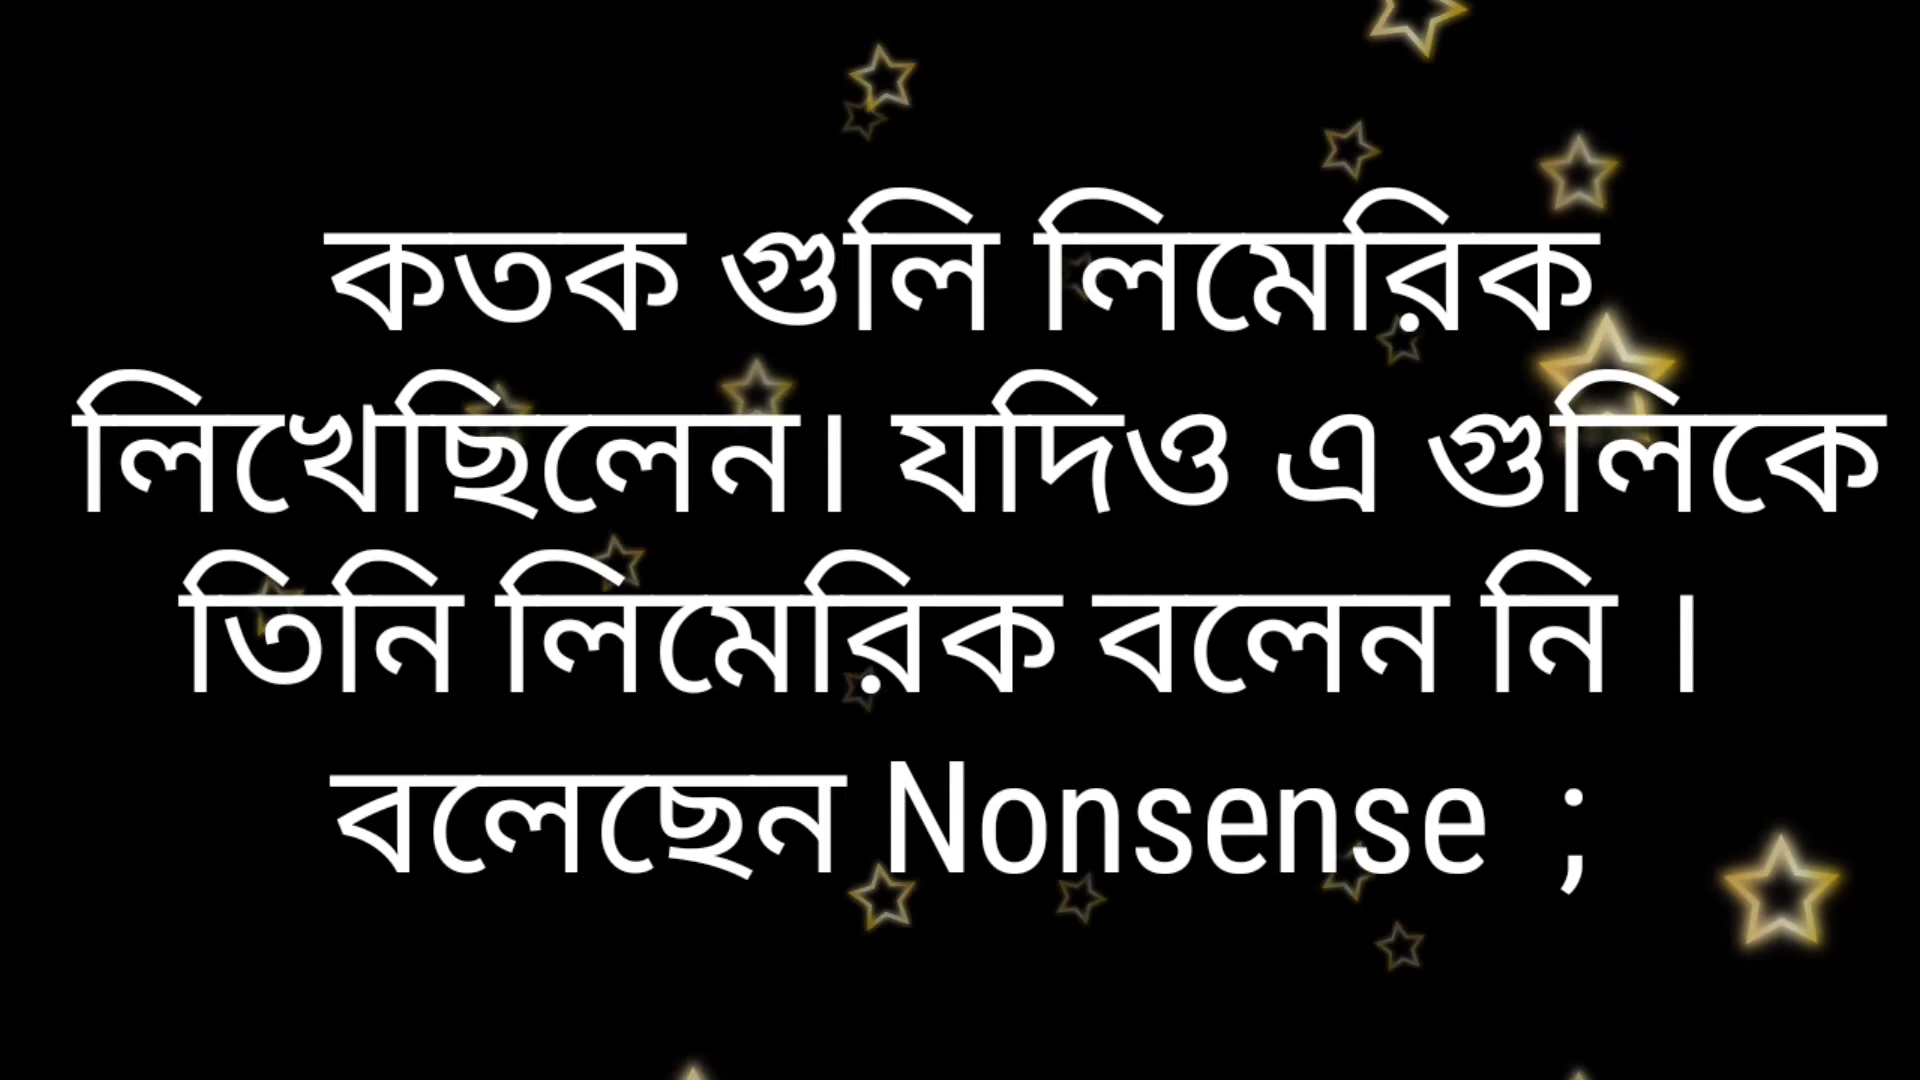 কতক গুলি লিমেরিক
লিখেছিলেন। যদিও এ গুলিকে
তিনি লিমেরিক বলেন নি ।
বলেছেন Nonsense ;